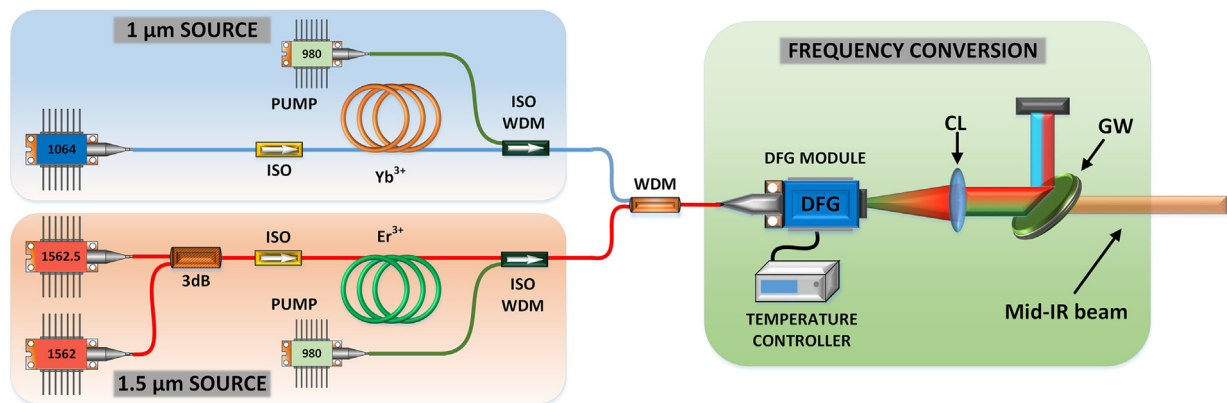 1 µm SOURCE
980
PUMP
ISO
WDM
1064
ISO
Yb³⁺
1562.5
3dB
ISO
Er³⁺
ISO
WDM
PUMP
980
1562
1.5 µm SOURCE
WDM
FREQUENCY CONVERSION
CL
GW
DFG MODULE
DFG
TEMPERATURE
CONTROLLER
Mid-IR beam